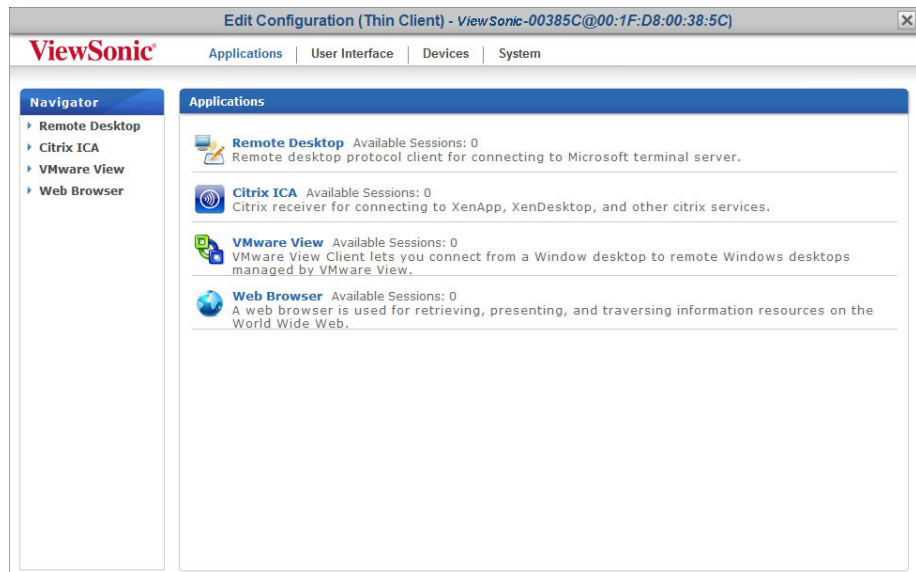 Edit Configuration (Thin Client) - ViewSonic-00385C@00:1F:D8:00:38:5C)
ViewSonic®
Applications | User Interface | Devices | System
Navigator
Remote Desktop
Citrix ICA
VMware View
Web Browser
Applications
Remote Desktop Available Sessions: 0
Remote desktop protocol client for connecting to Microsoft terminal server.
Citrix ICA Available Sessions: 0
Citrix receiver for connecting to XenApp, XenDesktop, and other citrix services.
VMware View Available Sessions: 0
VMware View Client lets you connect from a Window desktop to remote Windows desktops
managed by VMware View.
Web Browser Available Sessions: 0
A web browser is used for retrieving, presenting, and traversing information resources on the
World Wide Web.